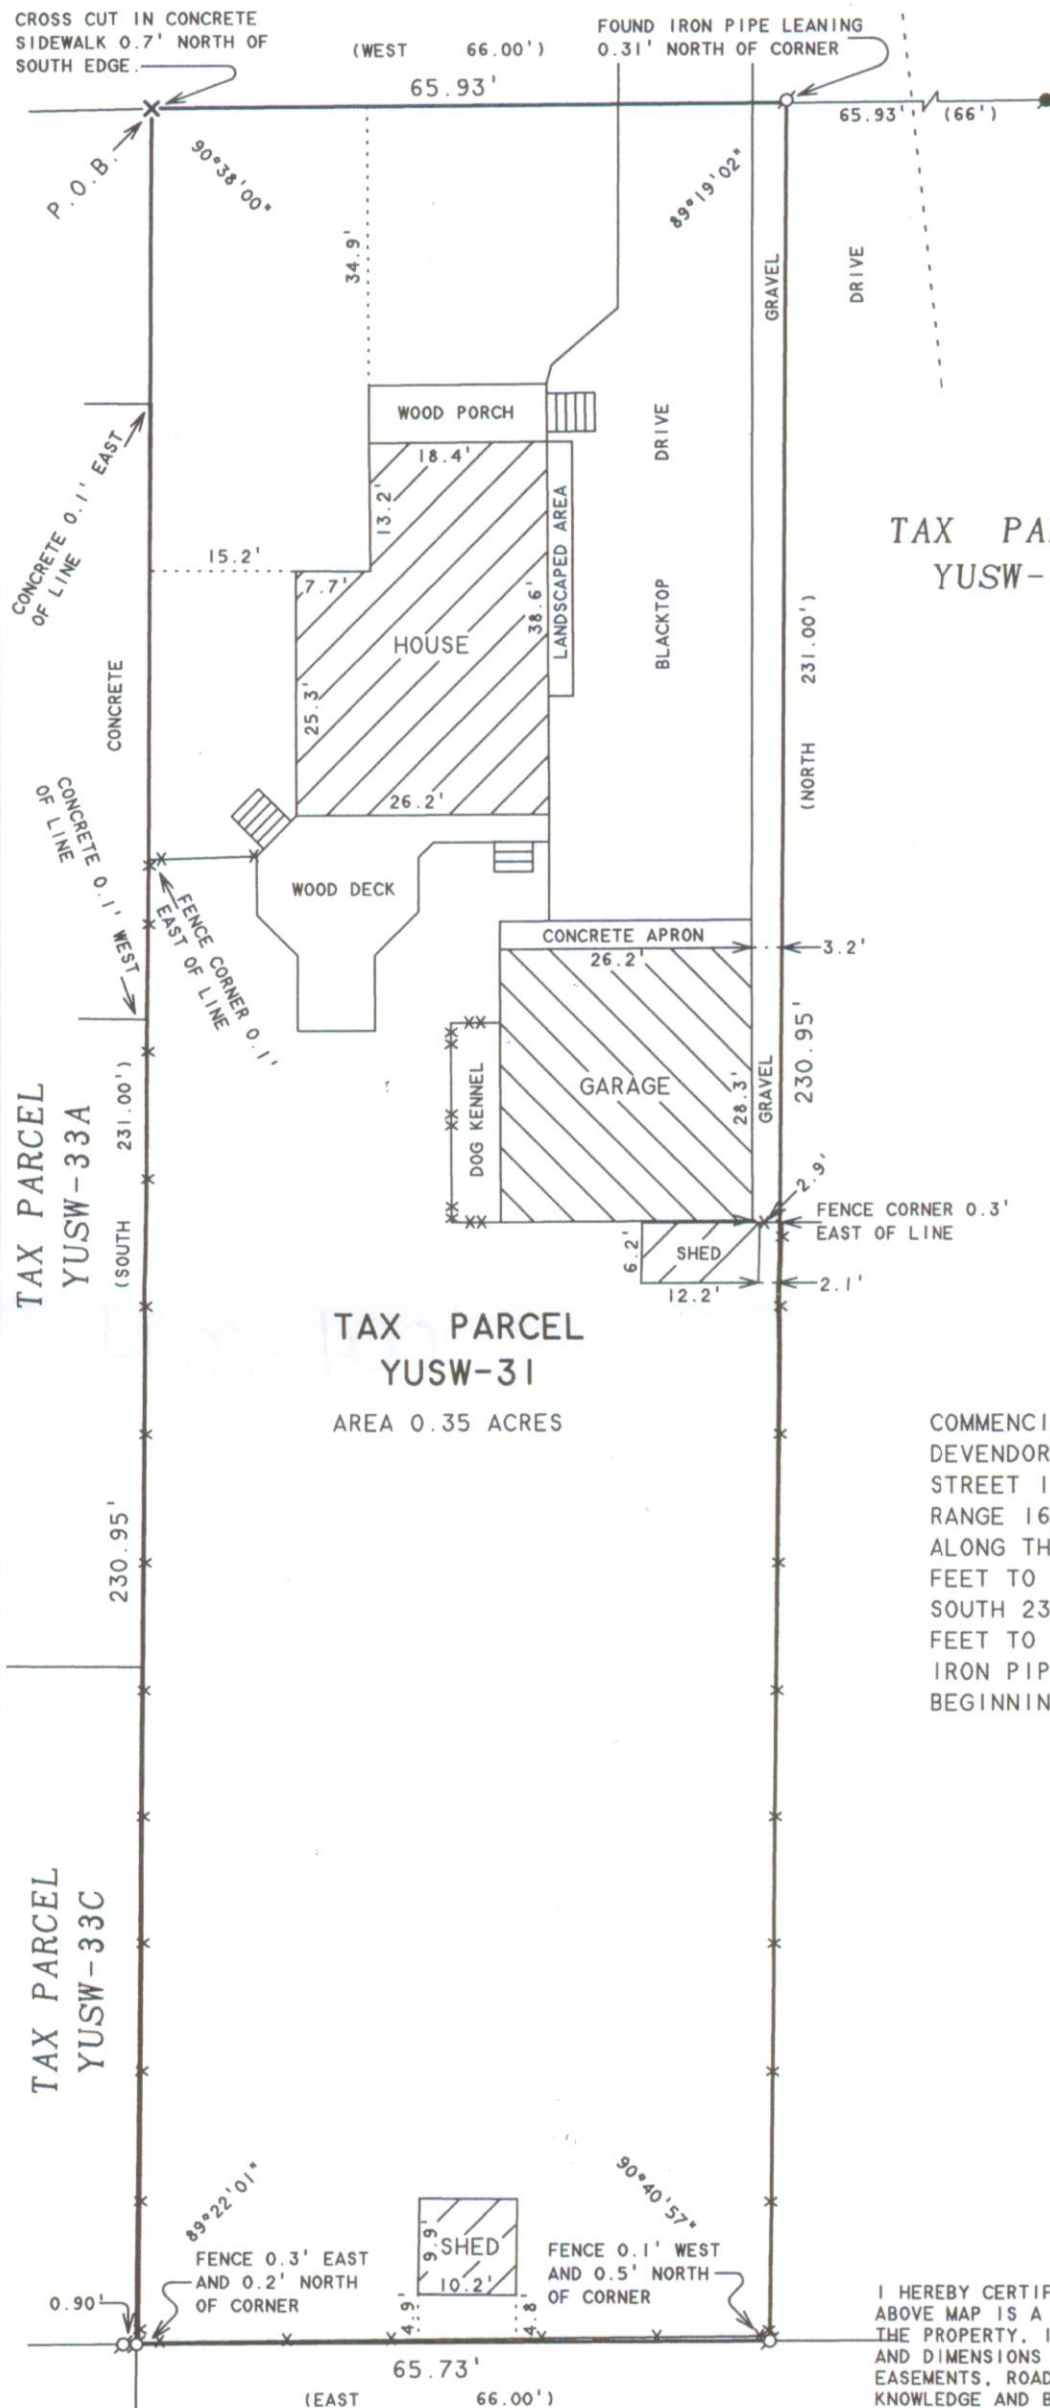 CROSS CUT IN CONCRETE
SIDEWALK 0.7' NORTH OF
SOUTH EDGE.
(WEST 66.00')
65.93'
FOUND IRON PIPE LEANING
0.31' NORTH OF CORNER
65.93' (66')
P.O.B.
90°38'00"
89°19'02"
34.9'
GRAVEL
DRIVE
WOOD PORCH
18.4'
13.2'
DRIVE
CONCRETE 0.1' EAST
OF LINE
15.2'
7.7'
HOUSE
38.6'
LANDSCAPED AREA
BLACKTOP
TAX PA
YUSW-
(NORTH 231.00')
CONCRETE
25.3'
26.2'
CONCRETE 0.1' WEST
OF LINE
WOOD DECK
FENCE CORNER 0.1'
EAST OF LINE
CONCRETE APRON
26.2'
3.2'
230.95'
GARAGE
28.3'
GRAVEL
DOG KENNEL
TAX PARCEL
YUSW-33A
(SOUTH 231.00')
2.9'
FENCE CORNER 0.3'
EAST OF LINE
6.2'
SHED
12.2'
2.1'
TAX PARCEL
YUSW-31
AREA 0.35 ACRES
230.95'
COMMENCI
DEVENDOR
STREET I
RANGE 16
ALONG TH
FEET TO
SOUTH 23
FEET TO
IRON PIP
BEGINNIN
TAX PARCEL
YUSW-33C
89°22'01"
90°40'57"
FENCE 0.3' EAST
AND 0.2' NORTH
OF CORNER
9.9'
SHED
10.2'
FENCE 0.1' WEST
AND 0.5' NORTH
OF CORNER
0.90'
4.9'
4.8'
65.73'
(EAST 66.00')
I HEREBY CERTIF
ABOVE MAP IS A
THE PROPERTY, I
AND DIMENSIONS
EASEMENTS, ROAD
KNOWLEDGE AND B